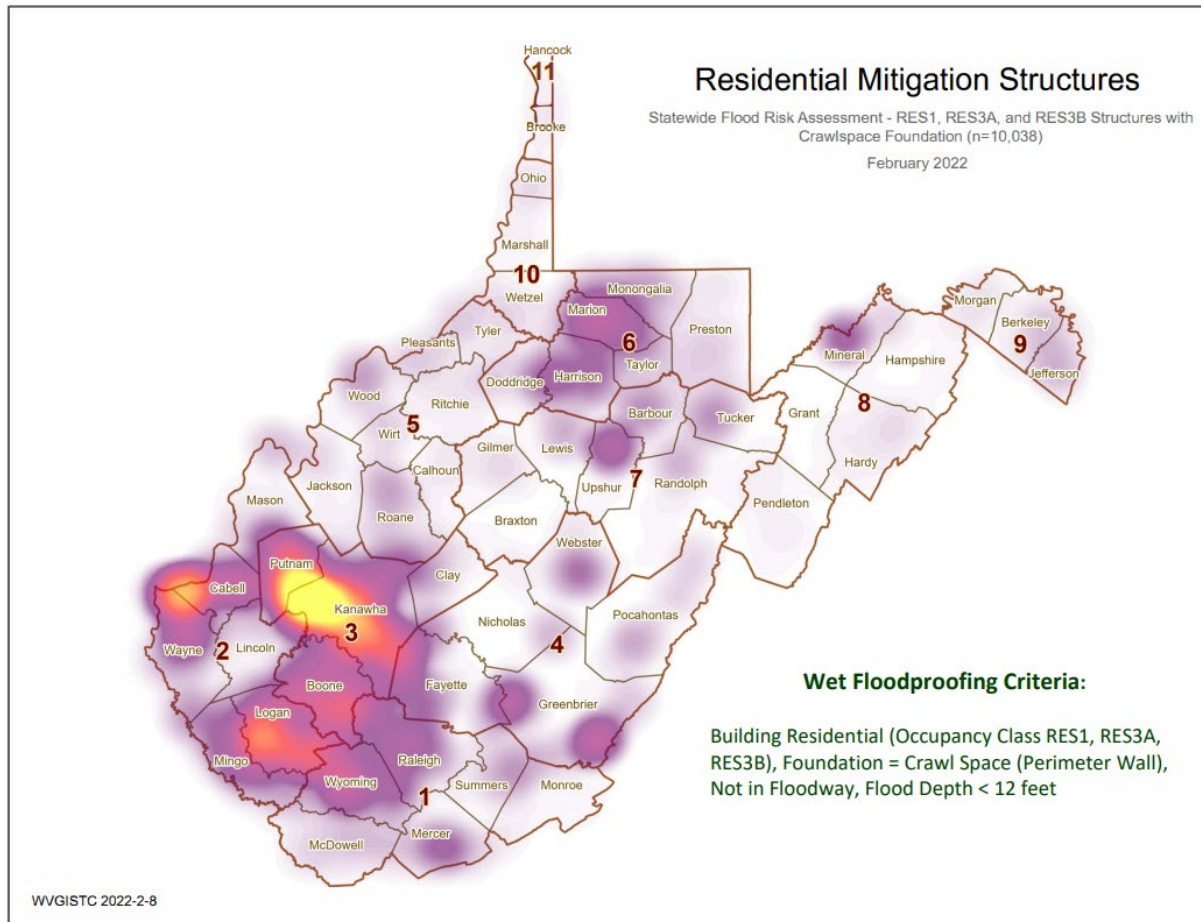 Residential Mitigation Structures
Statewide Flood Risk Assessment - RES1, RES3A, and RES3B Structures with
Crawlspace Foundation (n=10,038)
February 2022
Hancock
11
Brooke
Ohio
Marshall
10
Wetzel
Monongalia
Marion
6
Preston
Tyler
Pleasants
Taylor
Doddridge
Harrison
Morgan
Berkeley
9
Jefferson
Mineral
Hampshire
Wood
Ritchie
5
Wirt
Barbour
Tucker
Grant
8
Hardy
Gilmer
Lewis
Calhoun
Upshur
7
Randolph
Pendleton
Jackson
Mason
Roane
Braxton
Webster
Putnam
Cabell
Kanawha
3
Clay
Nicholas
4
Pocahontas
Wayne
2
Lincoln
Boone
Fayette
Greenbrier
Logan
Mingo
Wyoming
Raleigh
1
Summers
Monroe
Mercer
McDowell
Wet Floodproofing Criteria:
Building Residential (Occupancy Class RES1, RES3A,
RES3B), Foundation = Crawl Space (Perimeter Wall),
Not in Floodway, Flood Depth < 12 feet
WVGISTC 2022-2-8